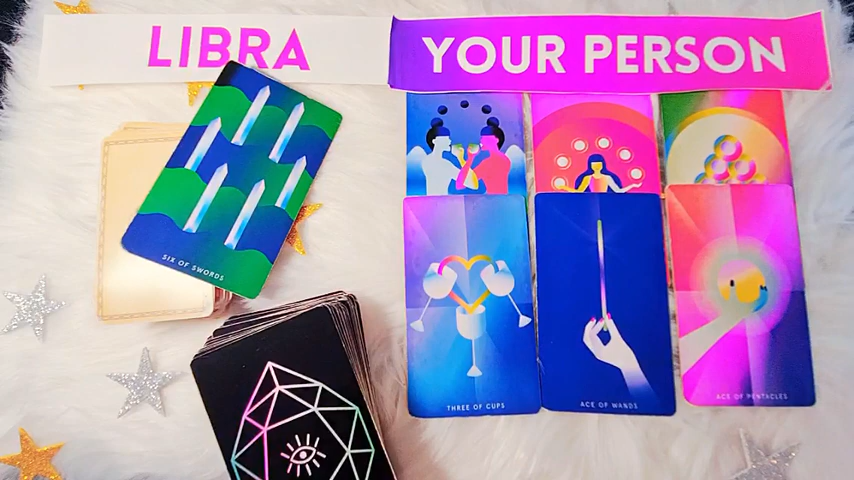 LIBRA
YOUR PERSON
SIX OF SWORDS
THREE OF CUPS
ACE OF WANDS
ACE OF PENTACLES